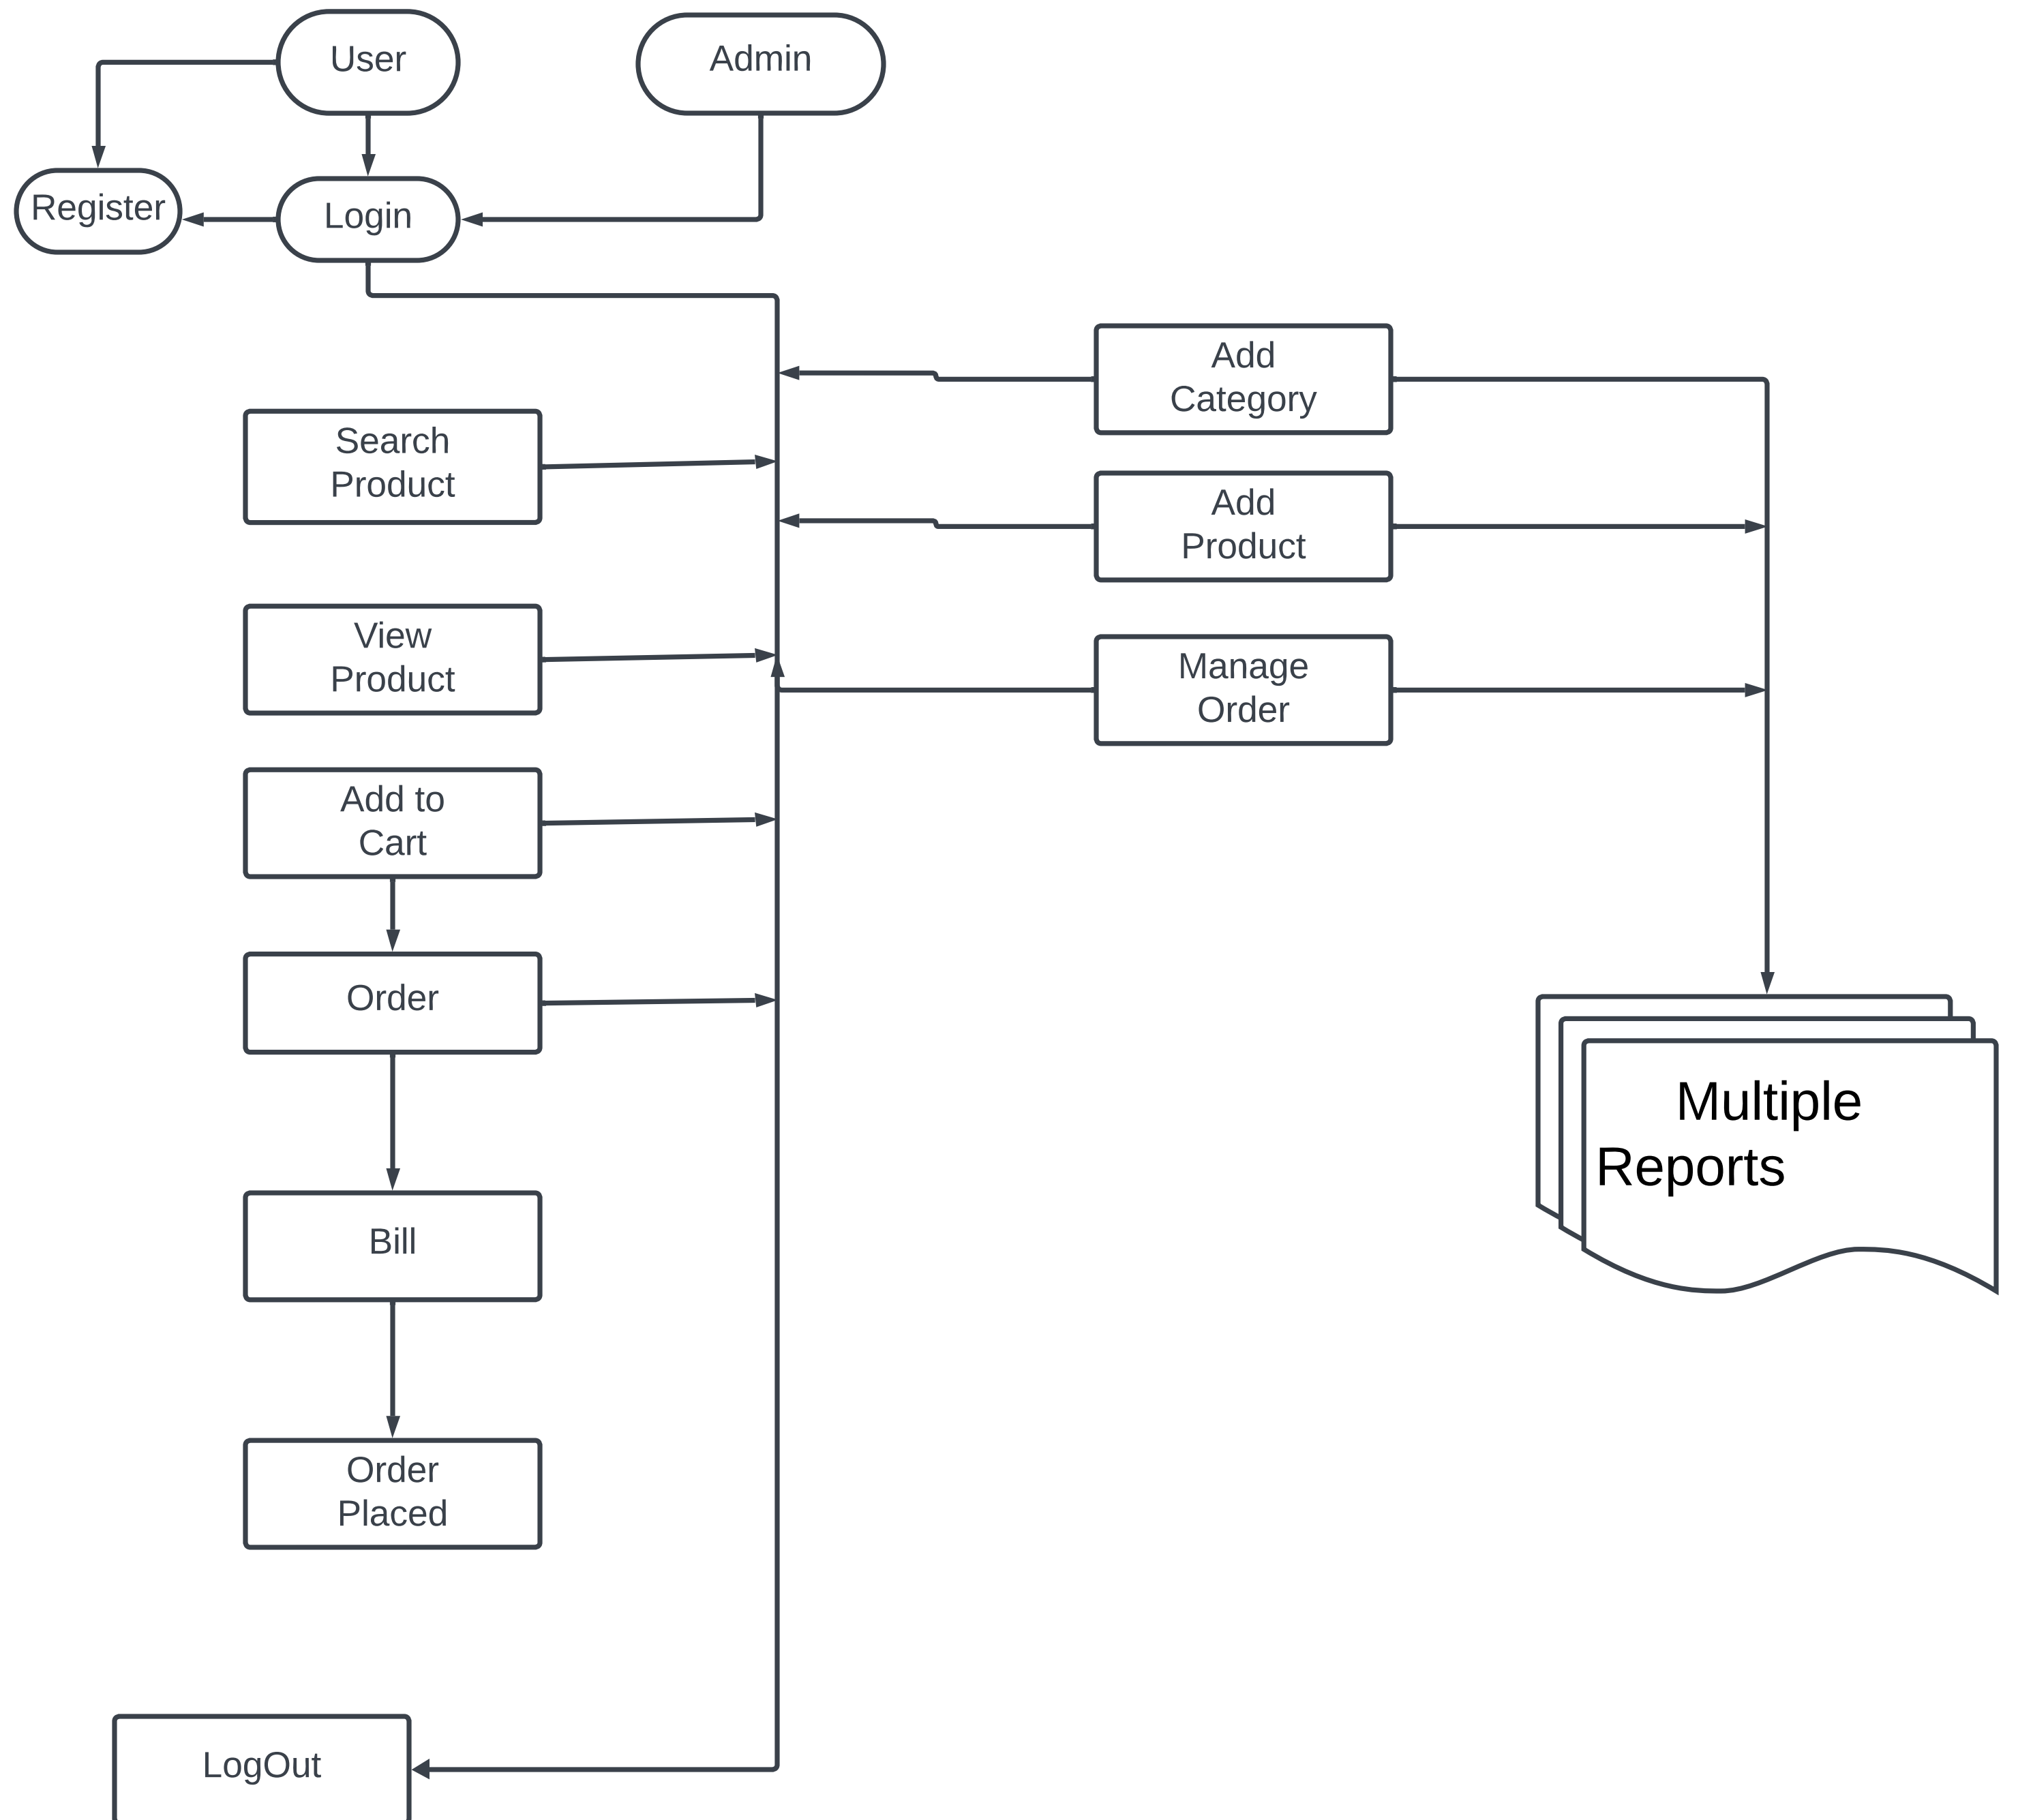 User
Admin
Register
Login
Add
Category
Search
Product
Add
Product
View
Product
Manage
Order
Add to
Cart
Order
Multiple
Reports
Bill
Order
Placed
LogOut